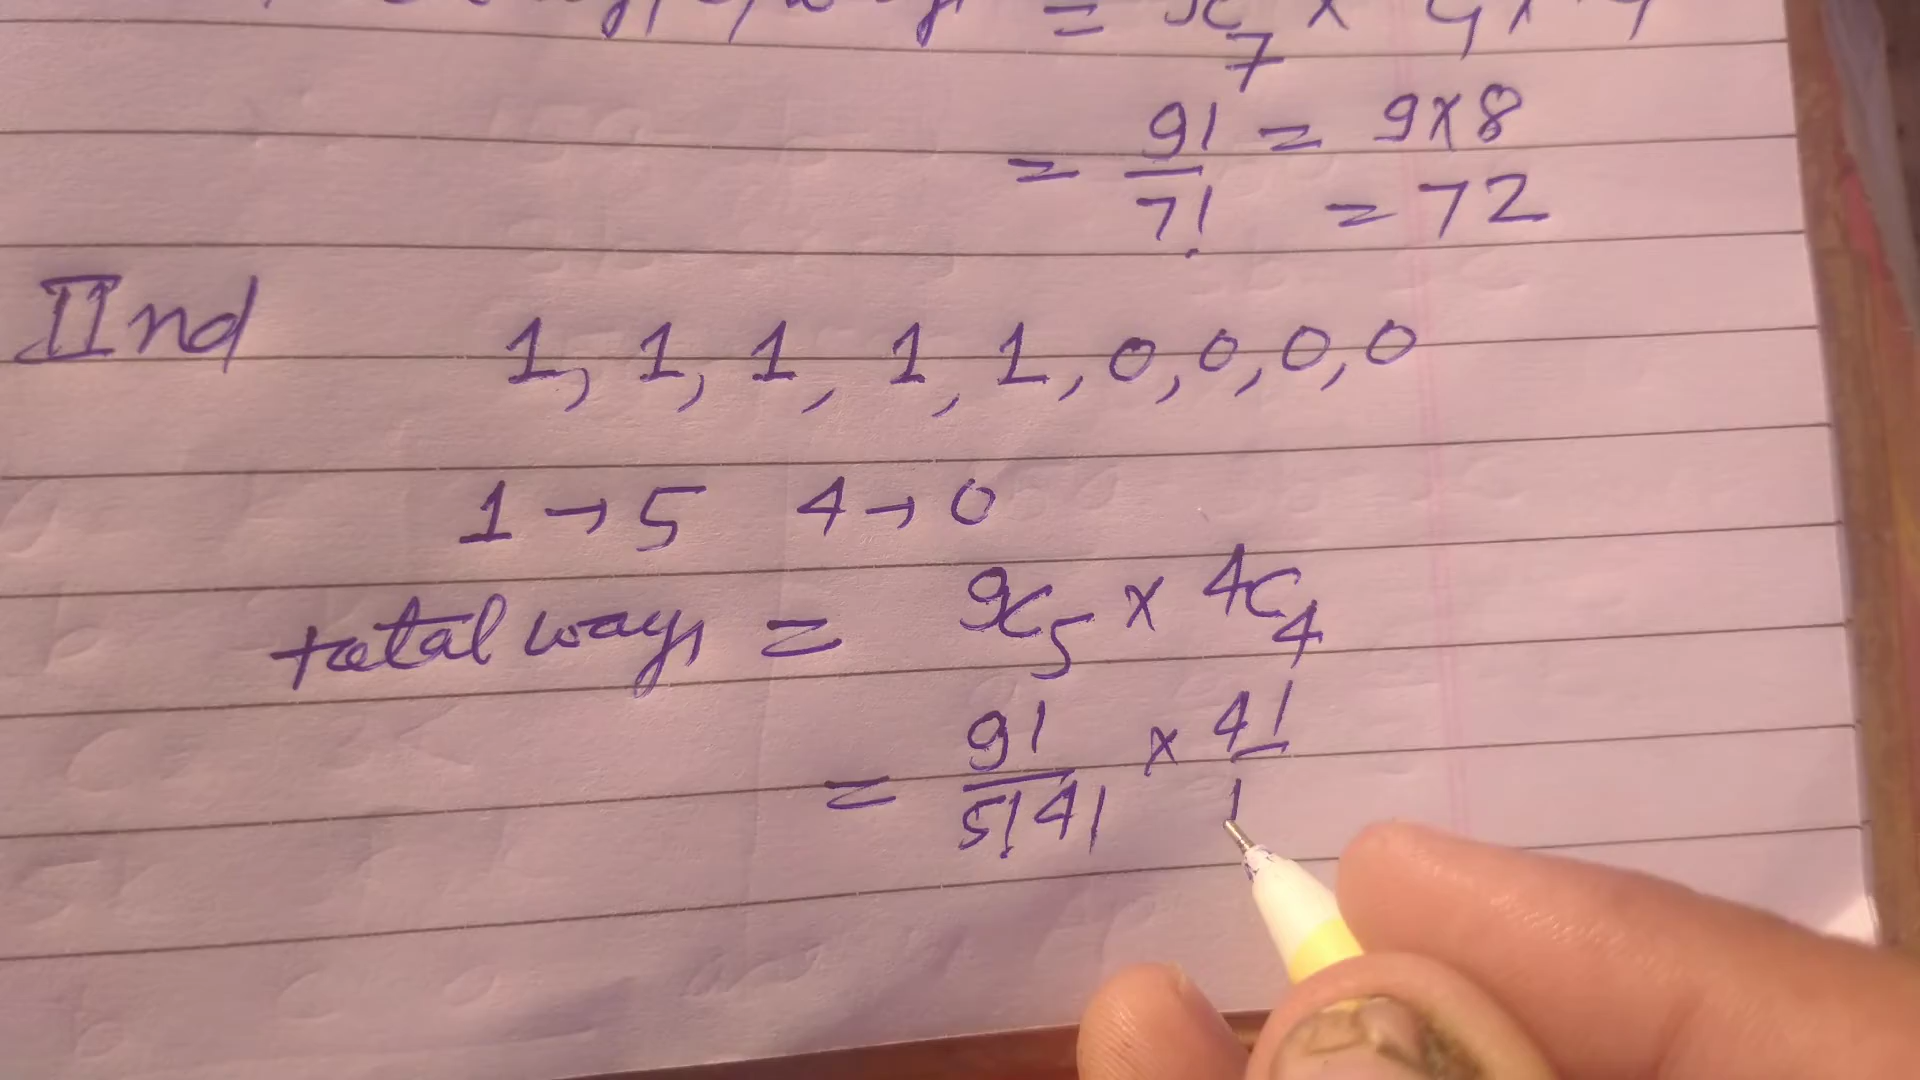 = 9C7 ×
= 9!/7! = 9×8
= 72
IInd 1, 1, 1, 1, 1, 0, 0, 0, 0
1→5 4→0
total ways = 9C5 × 4C4
= 9!/5!4! × 4!/1